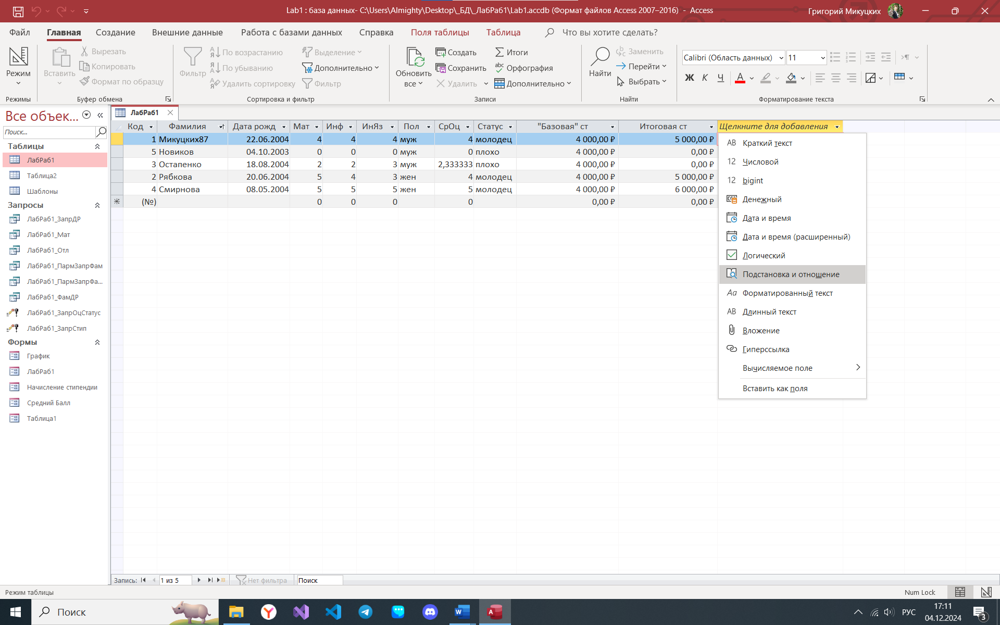 Lab1 : база данных- C:\Users\Almighty\Desktop\_БД\_ЛабРаб1\Lab1.accdb (Формат файлов Access 2007–2016) - Access
Григорий Микуцких
Файл Главная Создание Внешние данные Работа с базами данных Справка Поля таблицы Таблица Что вы хотите сделать?
Режим
Режимы
Вставить
Вырезать
Копировать
Формат по образцу
Буфер обмена
Фильтр
По возрастанию
По убыванию
Удалить сортировку
Выделение
Дополнительно
Фильтр
Сортировка и фильтр
Обновить
все
Создать
Сохранить
Удалить
Итоги
Орфография
Дополнительно
Записи
Найти
Заменить
Перейти
Выбрать
Найти
Calibri (Область данных) 11
Ж К Ч А
Форматирование текста
Все объек...
Поиск...
Таблицы
ЛабРаб1
Таблица2
Шаблоны
Запросы
ЛабРаб1_ЗапрДР
ЛабРаб1_Мат
ЛабРаб1_Отл
ЛабРаб1_ПармЗапрФам
ЛабРаб1_ПармЗапрФа...
ЛабРаб1_ФамДР
ЛабРаб1_ЗапрОцСтатус
ЛабРаб1_ЗапрСтип
Формы
График
ЛабРаб1
Начисление стипендии
Средний Балл
Таблица1
ЛабРаб1
Код Фамилия Дата рожд Мат Инф ИнЯз Пол СрОц Статус "Базовая" ст Итоговая ст Щелкните для добавления
1 Микуцких87 22.06.2004 4 4 4 муж 4 молодец 4 000,00 ₽ 5 000,00 ₽
5 Новиков 04.10.2003 0 0 0 муж 0 плохо 4 000,00 ₽ 0,00 ₽
3 Остапенко 18.08.2004 2 2 3 муж 2,333333 плохо 4 000,00 ₽ 0,00 ₽
2 Рябкова 20.06.2004 5 4 3 жен 4 молодец 4 000,00 ₽ 5 000,00 ₽
4 Смирнова 08.05.2004 5 5 5 жен 5 молодец 4 000,00 ₽ 6 000,00 ₽
(№) 0 0 0 0 0,00 ₽ 0,00 ₽
AB Краткий текст
12 Числовой
12 bigint
Денежный
Дата и время
Дата и время (расширенный)
Логический
Подстановка и отношение
Aa Форматированный текст
AB Длинный текст
Вложение
Гиперссылка
Вычисляемое поле
Вставить как поля
Запись: 1 из 5 Нет фильтра Поиск
Режим таблицы
Num Lock
Поиск
РУС
17:11
04.12.2024
3